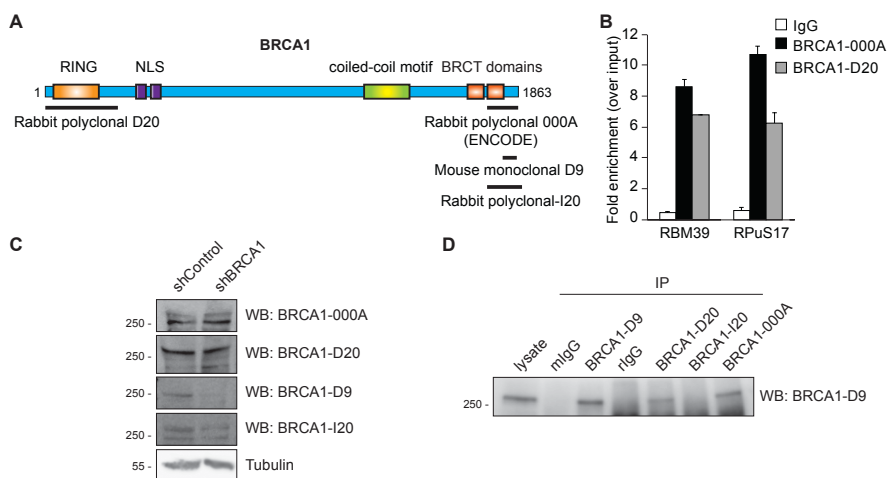 A
BRCA1
RING
NLS
coiled-coil motif
BRCT domains
1
1863
Rabbit polyclonal D20
Rabbit polyclonal 000A
(ENCODE)
Mouse monoclonal D9
Rabbit polyclonal-I20
B
IgG
BRCA1-000A
BRCA1-D20
Fold enrichment (over input)
12
10
8
6
4
2
0
RBM39
RPuS17
C
shControl
shBRCA1
250 -
WB: BRCA1-000A
250 -
WB: BRCA1-D20
250 -
WB: BRCA1-D9
250 -
WB: BRCA1-I20
55 -
Tubulin
D
IP
lysate
mIgG
BRCA1-D9
rIgG
BRCA1-D20
BRCA1-I20
BRCA1-000A
250 -
WB: BRCA1-D9